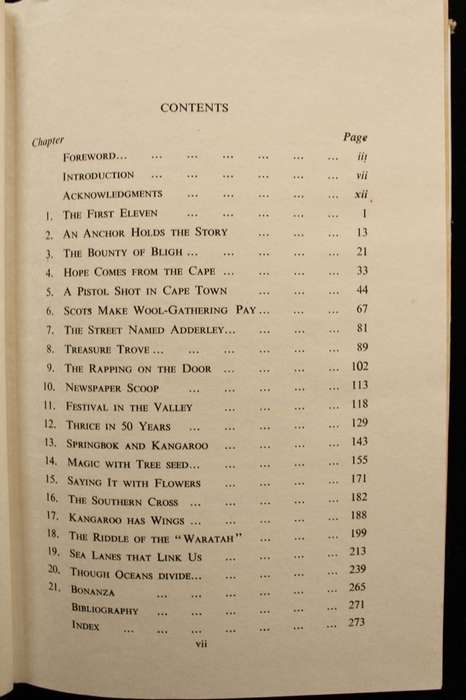 CONTENTS
Chapter Page
FOREWORD... ... ... ... ... ... iii
INTRODUCTION ... ... ... ... ... vii
ACKNOWLEDGMENTS ... ... ... ... ... xii
1. THE FIRST ELEVEN ... ... ... ... ... 1
2. AN ANCHOR HOLDS THE STORY ... ... ... 13
3. THE BOUNTY OF BLIGH ... ... ... ... ... 21
4. HOPE COMES FROM THE CAPE ... ... ... ... 33
5. A PISTOL SHOT IN CAPE TOWN ... ... ... 44
6. SCOTS MAKE WOOL-GATHERING PAY ... ... ... 67
7. THE STREET NAMED ADDERLEY... ... ... ... 81
8. TREASURE TROVE ... ... ... ... ... ... 89
9. THE RAPPING ON THE DOOR ... ... ... ... 102
10. NEWSPAPER SCOOP ... ... ... ... ... 113
11. FESTIVAL IN THE VALLEY ... ... ... ... 118
12. THRICE IN 50 YEARS ... ... ... ... ... 129
13. SPRINGBOK AND KANGAROO ... ... ... ... 143
14. MAGIC WITH TREE SEED... ... ... ... ... 155
15. SAYING IT WITH FLOWERS ... ... ... ... 171
16. THE SOUTHERN CROSS ... ... ... ... ... 182
17. KANGAROO HAS WINGS ... ... ... ... ... 188
18. THE RIDDLE OF THE "WARATAH" ... ... ... 199
19. SEA LANES THAT LINK US ... ... ... ... 213
20. THOUGH OCEANS DIVIDE... ... ... ... ... 239
21. BONANZA ... ... ... ... ... ... 265
BIBLIOGRAPHY ... ... ... ... ... ... 271
INDEX ... ... ... ... ... ... ... 273
vii